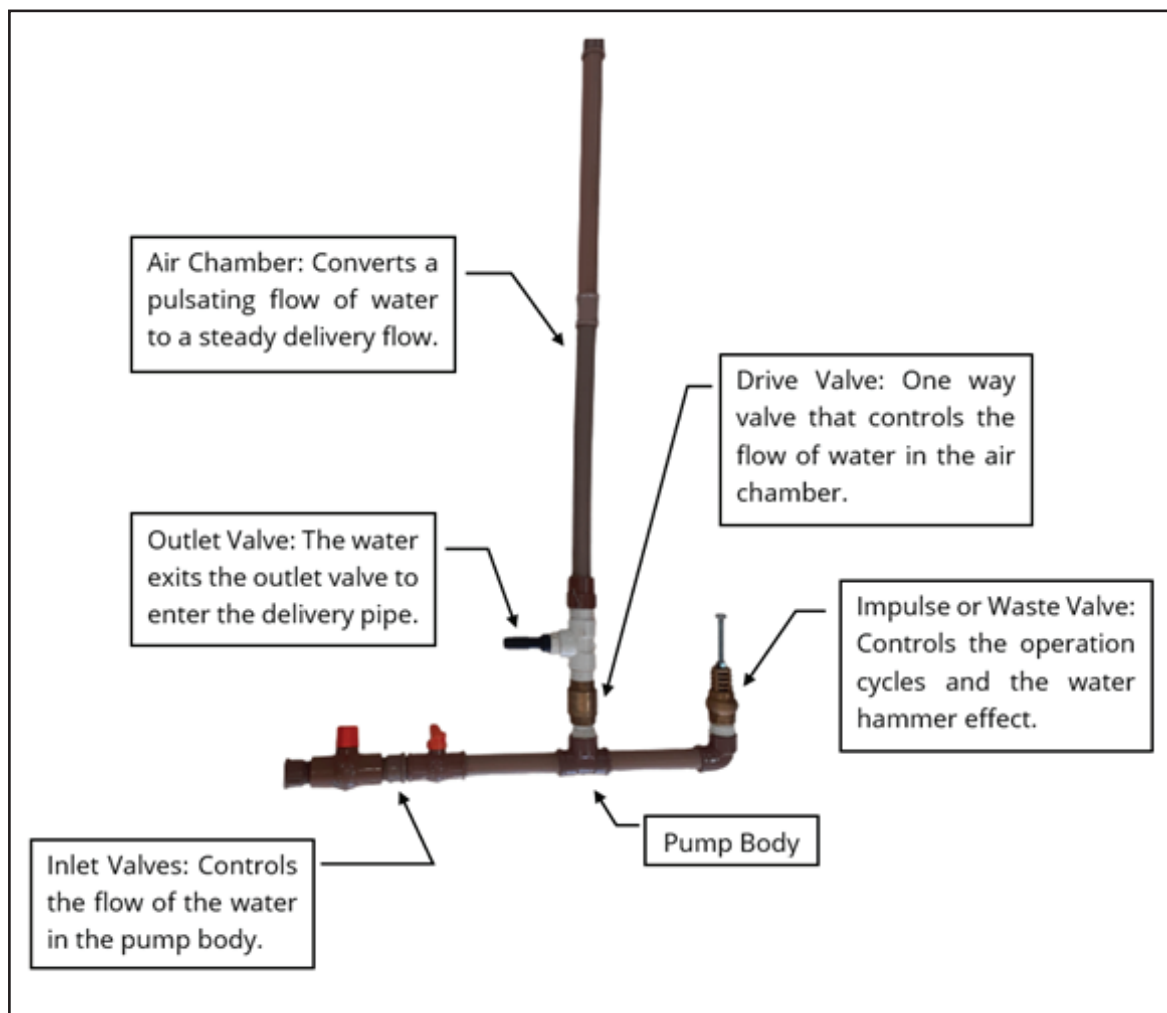 Air Chamber: Converts a
pulsating flow of water
to a steady delivery flow.
Drive Valve: One way
valve that controls the
flow of water in the air
chamber.
Outlet Valve: The water
exits the outlet valve to
enter the delivery pipe.
Impulse or Waste Valve:
Controls the operation
cycles and the water
hammer effect.
Pump Body
Inlet Valves: Controls
the flow of the water
in the pump body.